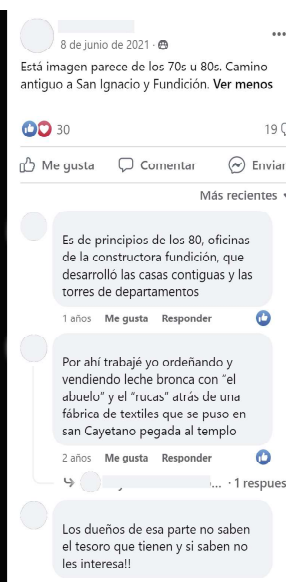 8 de junio de 2021 ·
Está imagen parece de los 70s u 80s. Camino
antiguo a San Ignacio y Fundición. Ver menos
30
19
Me gusta
Comentar
Enviar
Más recientes
Es de principios de los 80, oficinas
de la constructora fundición, que
desarrolló las casas contiguas y las
torres de departamentos
1 años Me gusta Responder
Por ahí trabajé yo ordeñando y
vendiendo leche bronca con "el
abuelo" y el "rucas" atrás de una
fábrica de textiles que se puso en
san Cayetano pegada al templo
2 años Me gusta Responder
... · 1 respues
Los dueños de esa parte no saben
el tesoro que tienen y si saben no
les interesa!!